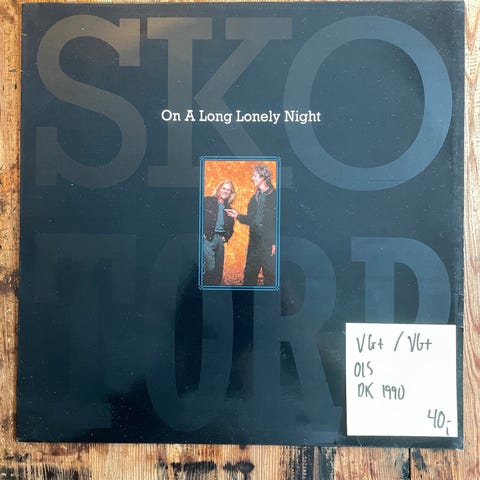 SKO
On A Long Lonely Night
TORP
VG+ / VG+
OIS
DK 1990
40,-